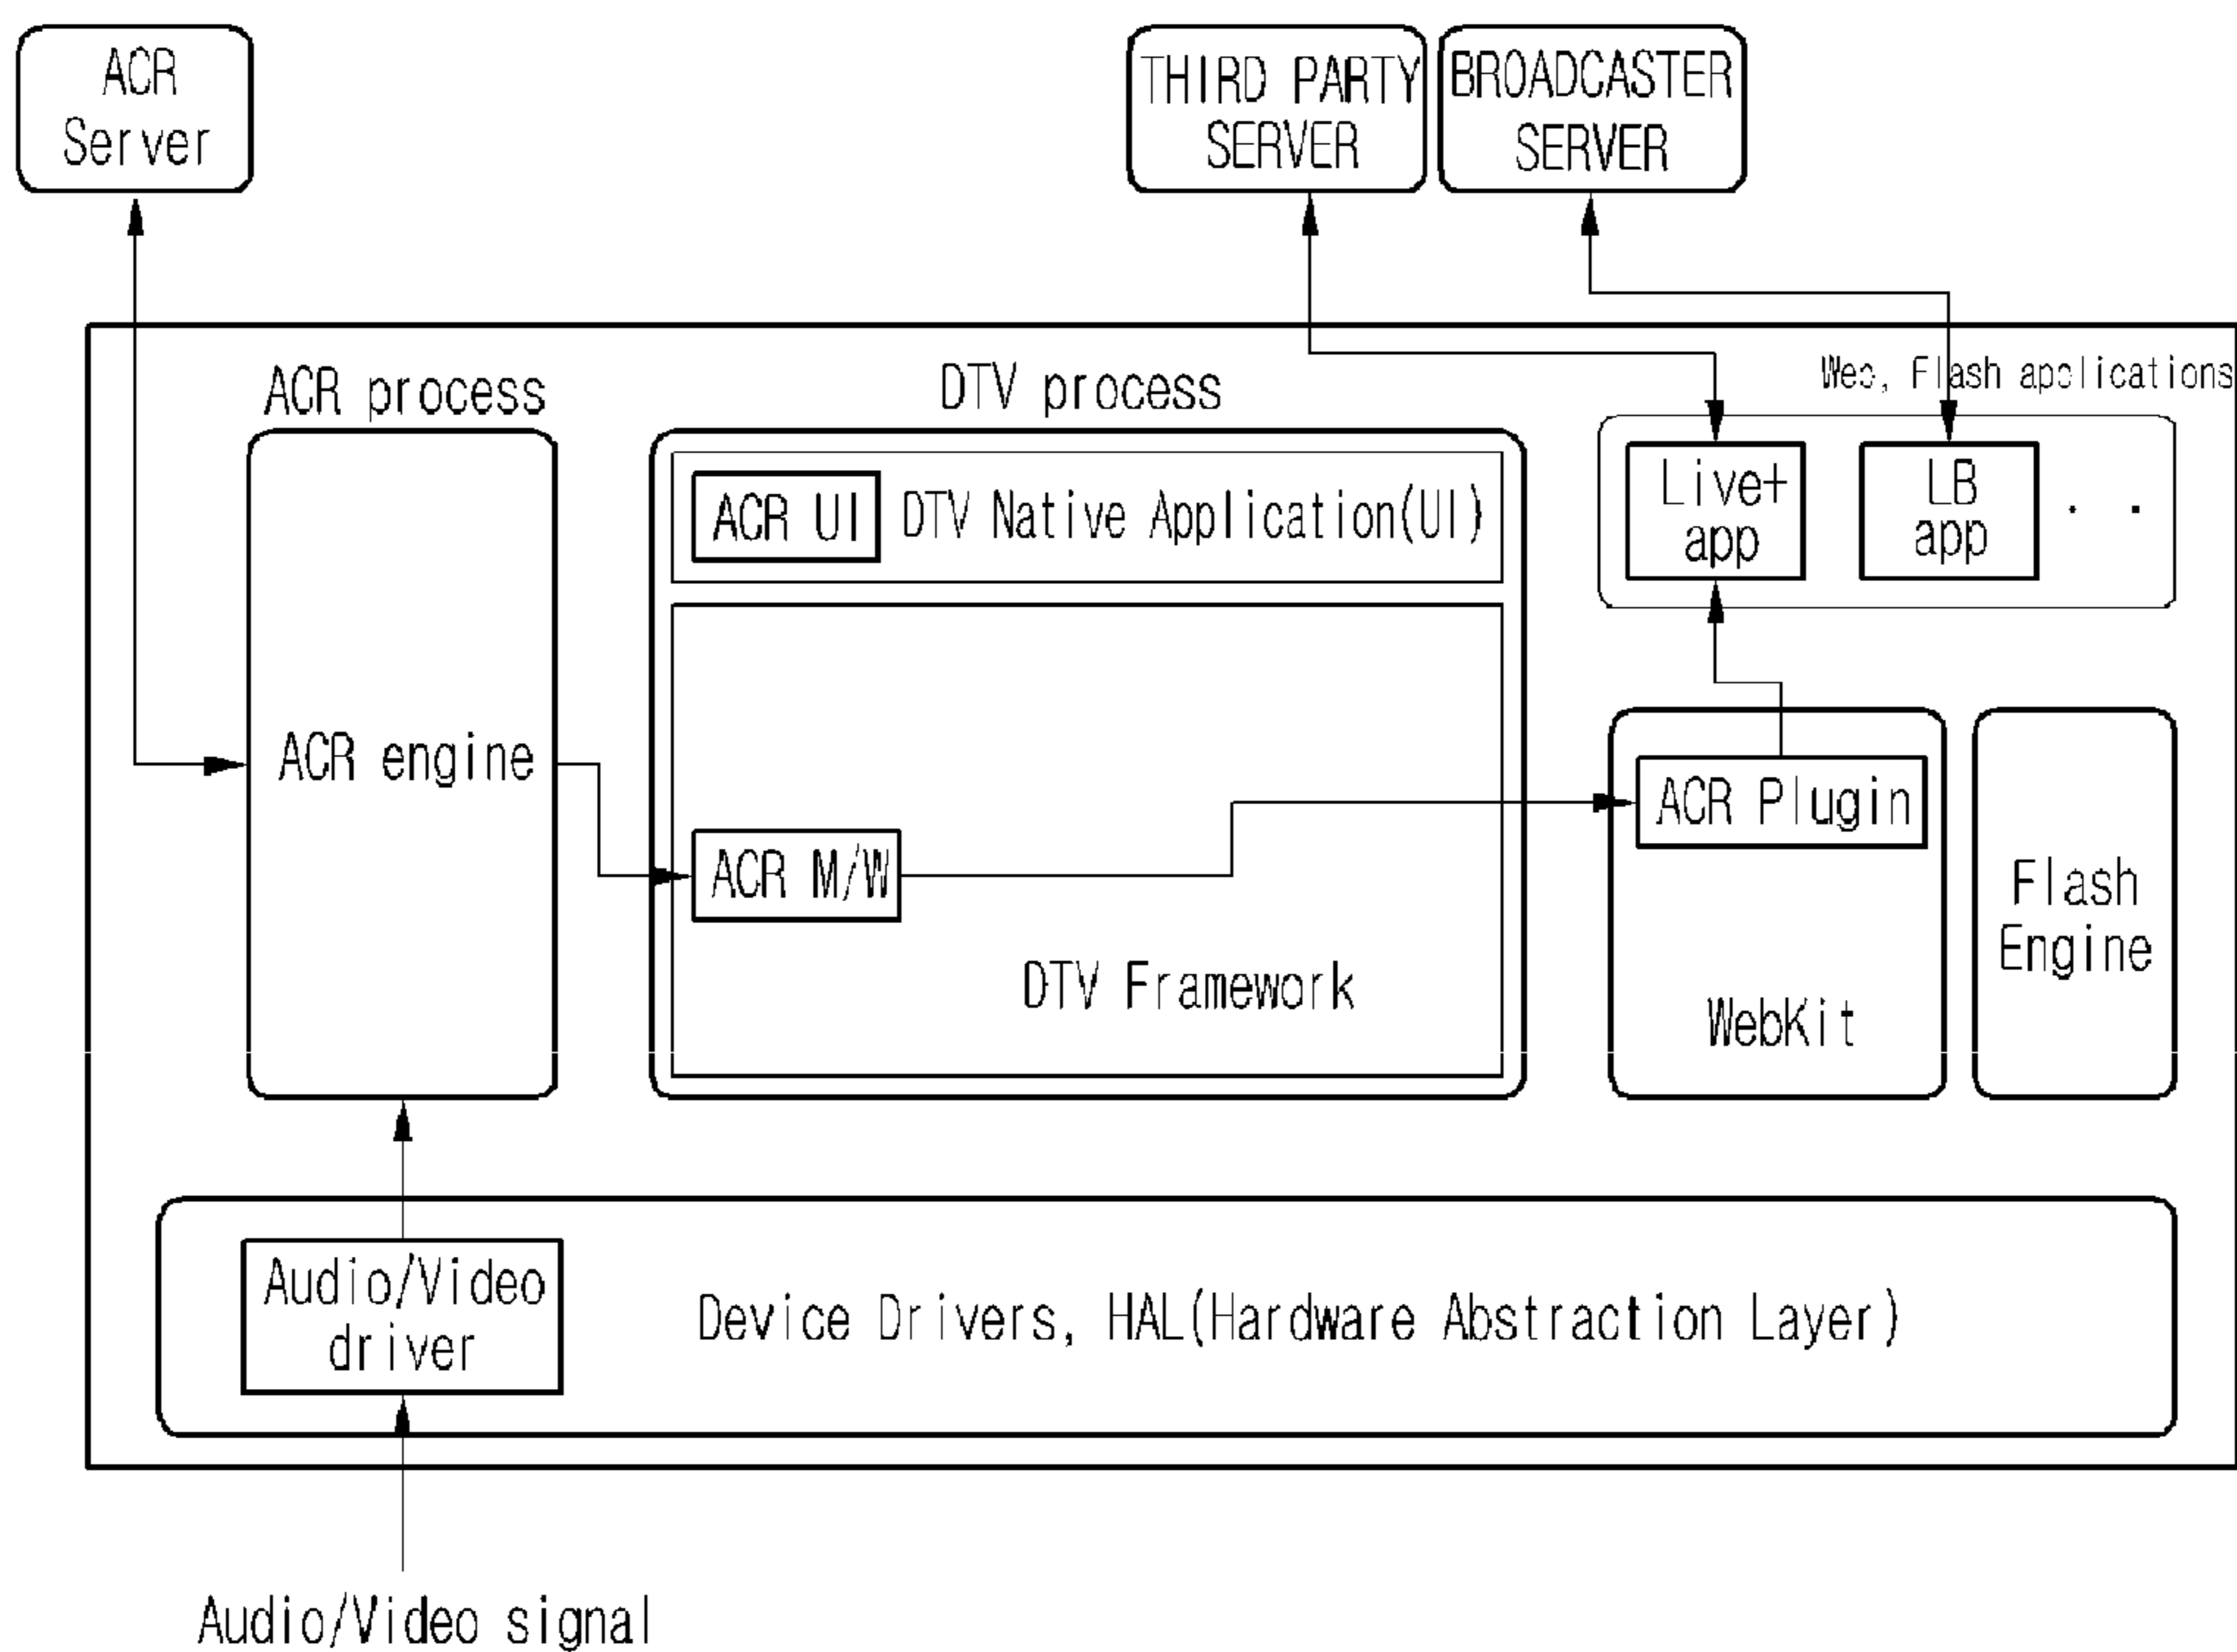 ACR
Server
THIRD PARTY
SERVER
BROADCASTER
SERVER
ACR process
DTV process
Weo, Flash apolications
ACR UI
DTV Native Application(UI)
Live+
app
LB
app
. .
ACR engine
ACR Plugin
ACR M/W
DTV Framework
WebKit
Flash
Engine
Audio/Video
driver
Device Drivers, HAL(Hardware Abstraction Layer)
Audio/Video signal